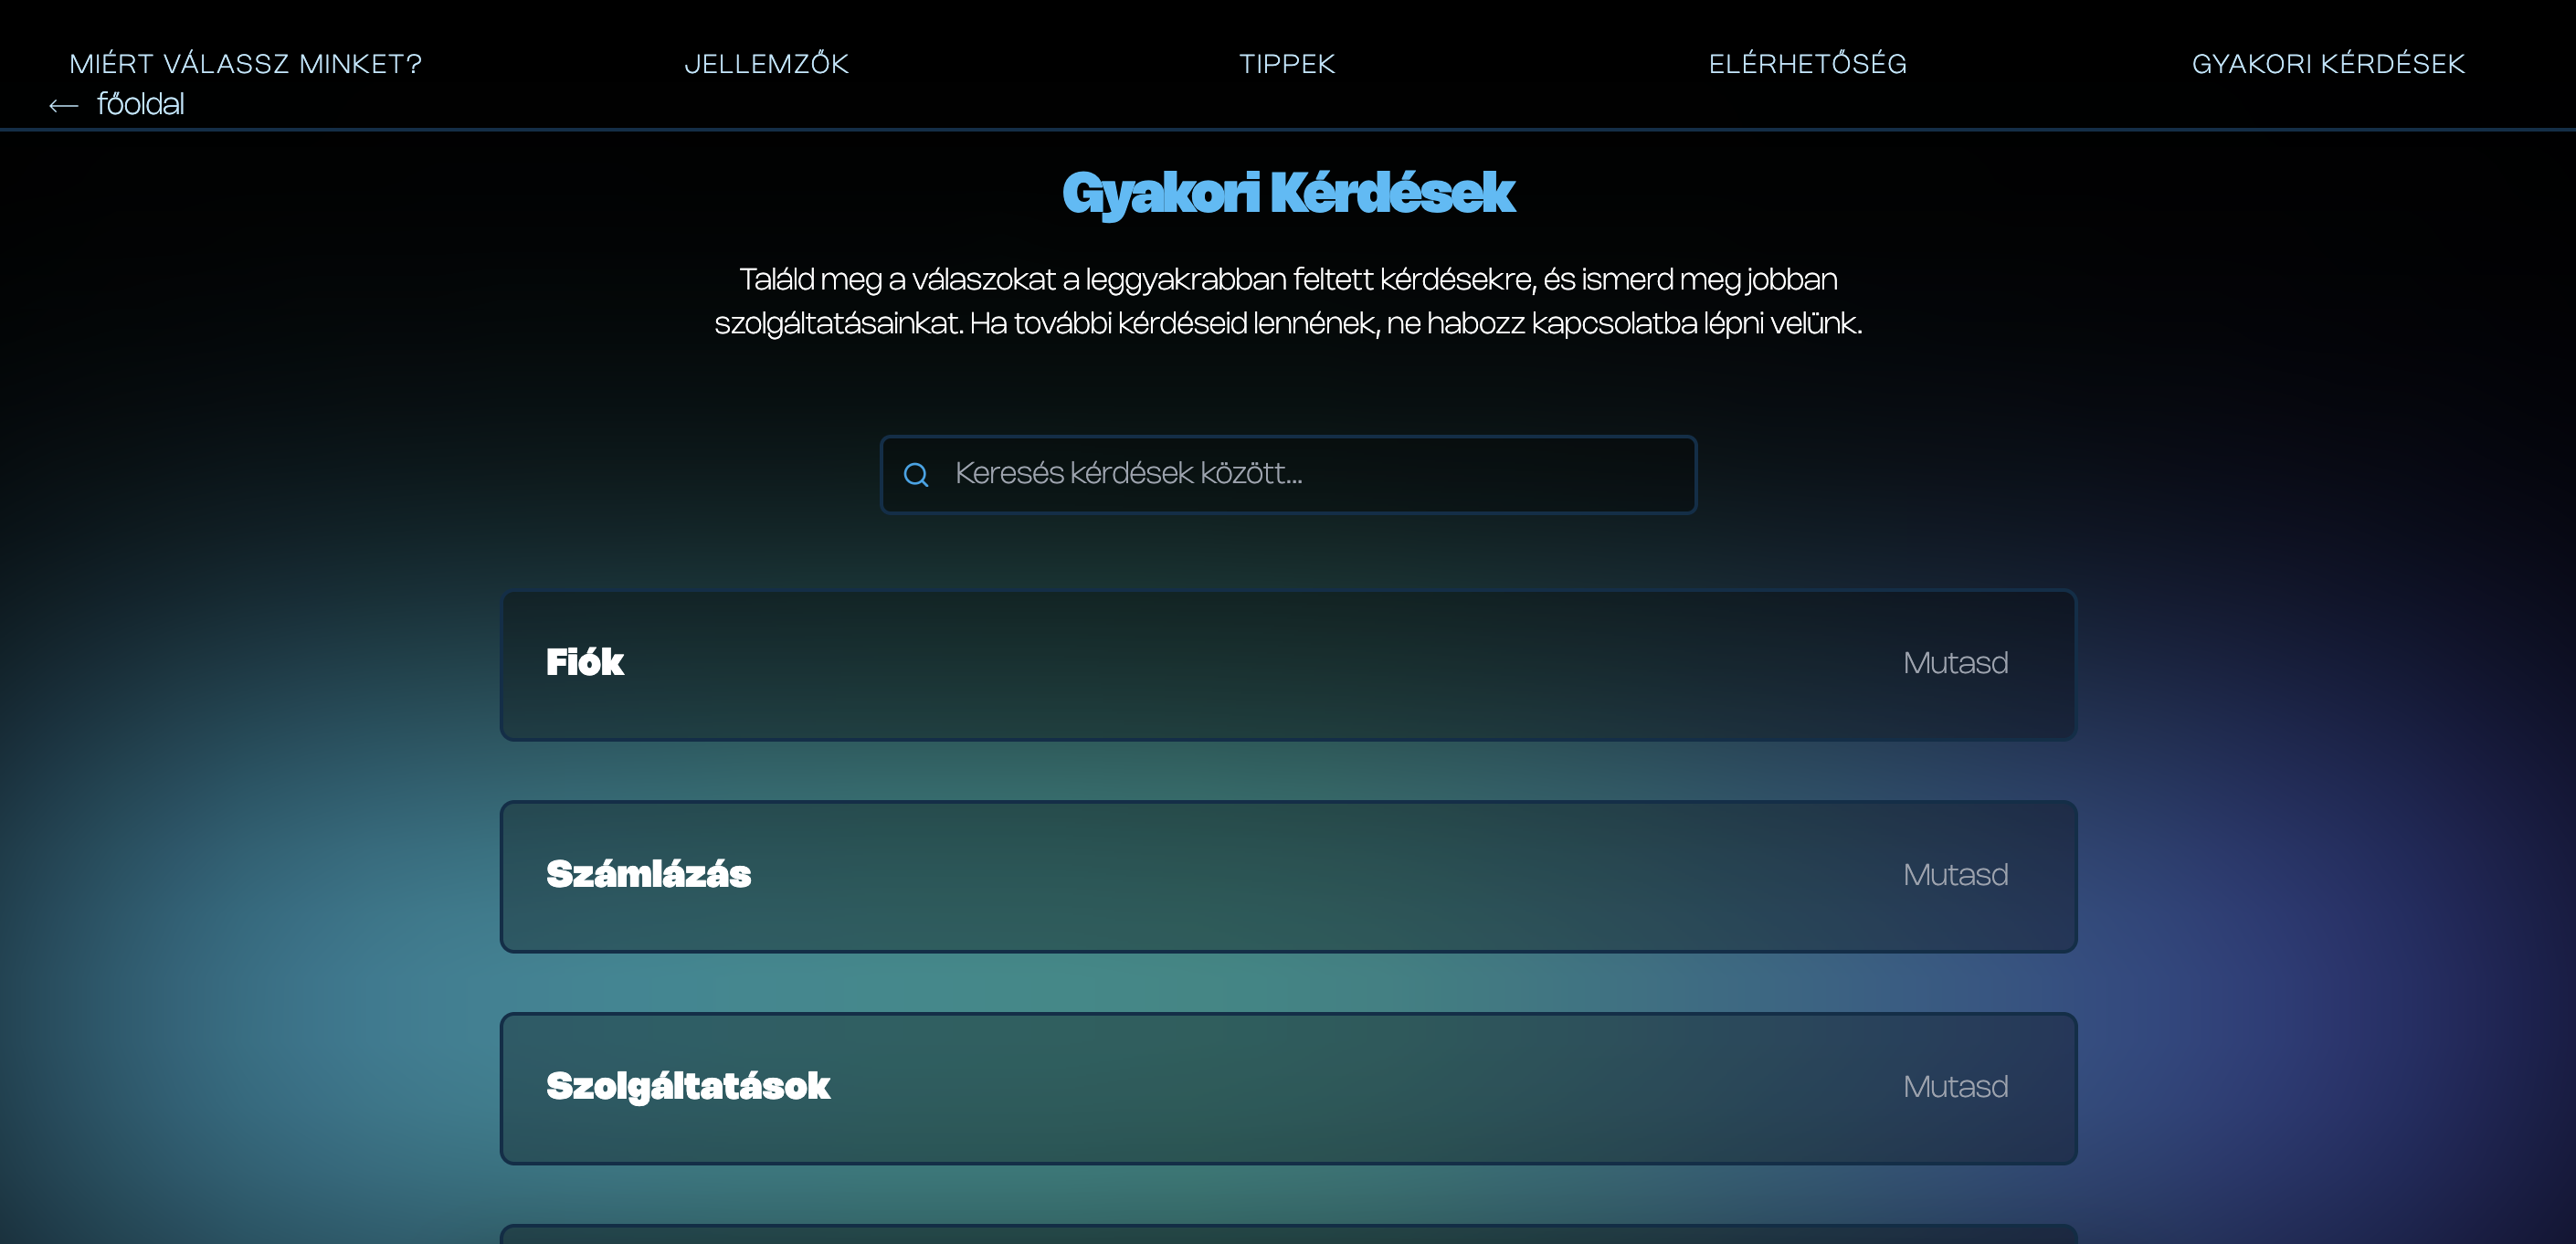 MIÉRT VÁLASSZ MINKET?
JELLEMZŐK
TIPPEK
ELÉRHETŐSÉG
GYAKORI KÉRDÉSEK
← főoldal
Gyakori Kérdések
Találd meg a válaszokat a leggyakrabban feltett kérdésekre, és ismerd meg jobban
szolgáltatásainkat. Ha további kérdéseid lennének, ne habozz kapcsolatba lépni velünk.
Keresés kérdések között...
Fiók
Mutasd
Számlázás
Mutasd
Szolgáltatások
Mutasd